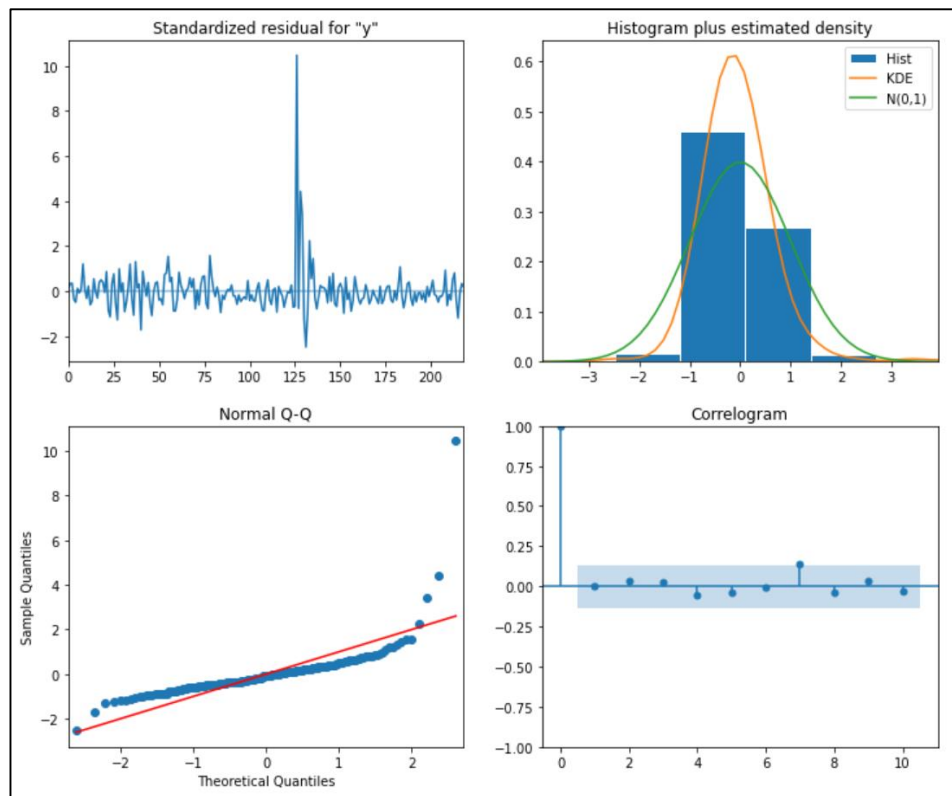 Standardized residual for "y"
10
8
6
4
2
0
−2
0 25 50 75 100 125 150 175 200
Histogram plus estimated density
Hist
KDE
N(0,1)
0.6
0.5
0.4
0.3
0.2
0.1
0.0
−3 −2 −1 0 1 2 3
Normal Q-Q
Sample Quantiles
10
8
6
4
2
0
−2
−2 −1 0 1 2
Theoretical Quantiles
Correlogram
1.00
0.75
0.50
0.25
0.00
−0.25
−0.50
−0.75
−1.00
0 2 4 6 8 10